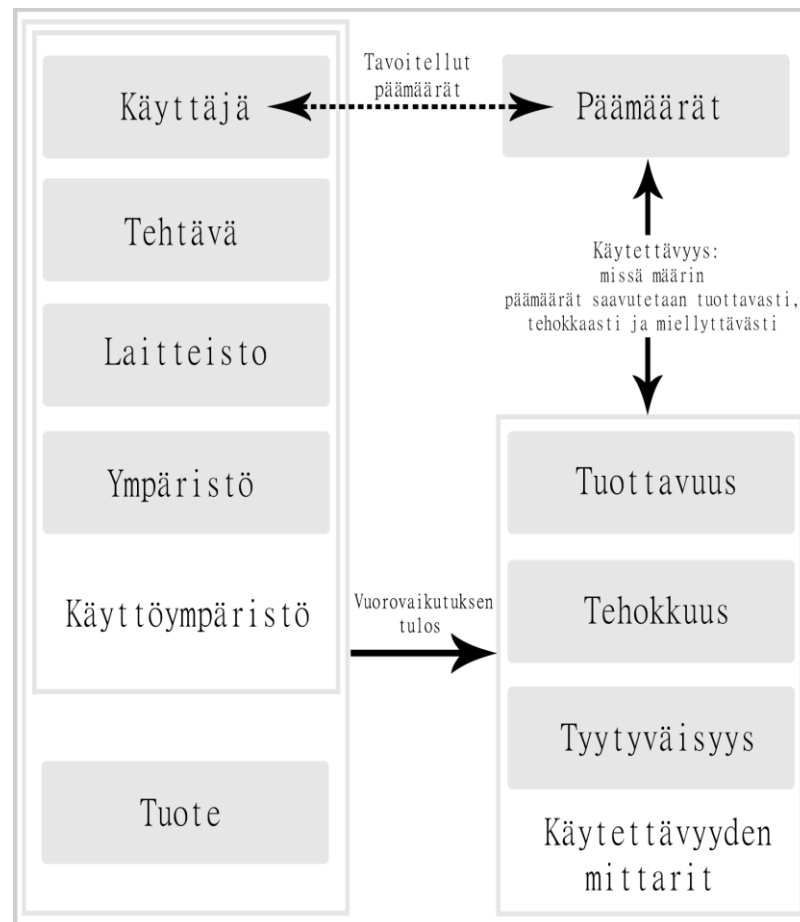 Käyttäjä
Tavoitellut
päämäärät
Päämäärät
Tehtävä
Laitteisto
Ympäristö
Käyttöympäristö
Tuote
Vuorovaikutuksen
tulos
Käytettävyys:
missä määrin
päämäärät saavutetaan tuottavasti,
tehokkaasti ja miellyttävästi
Tuottavuus
Tehokkuus
Tyytyväisyys
Käytettävyyden
mittarit